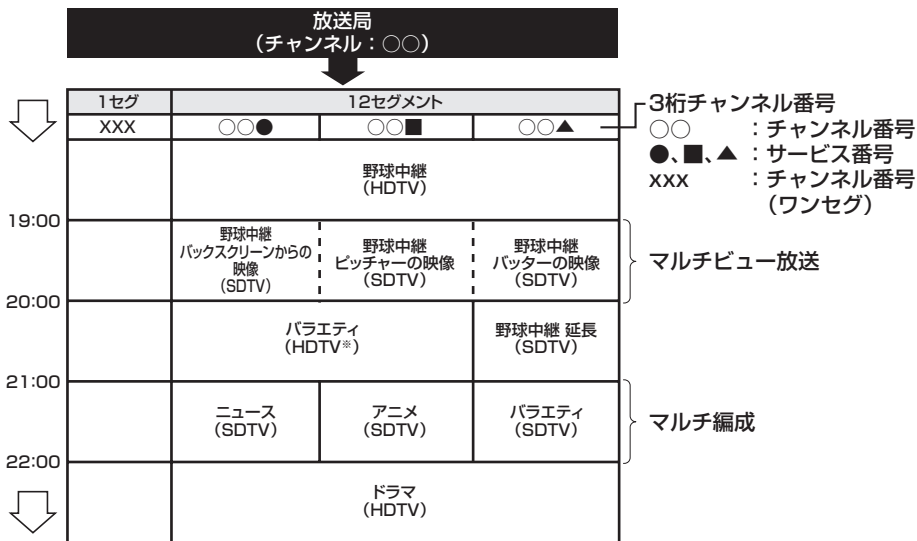 放送局
(チャンネル：○○)
1セグ
12セグメント
XXX
○○●
○○■
○○▲
3桁チャンネル番号
○○ ：チャンネル番号
●、■、▲ ：サービス番号
xxx ：チャンネル番号
(ワンセグ)
野球中継
(HDTV)
19:00
野球中継
バックスクリーンからの
映像
(SDTV)
野球中継
ピッチャーの映像
(SDTV)
野球中継
バッターの映像
(SDTV)
マルチビュー放送
20:00
バラエティ
(HDTV※)
野球中継 延長
(SDTV)
21:00
ニュース
(SDTV)
アニメ
(SDTV)
バラエティ
(SDTV)
マルチ編成
22:00
ドラマ
(HDTV)